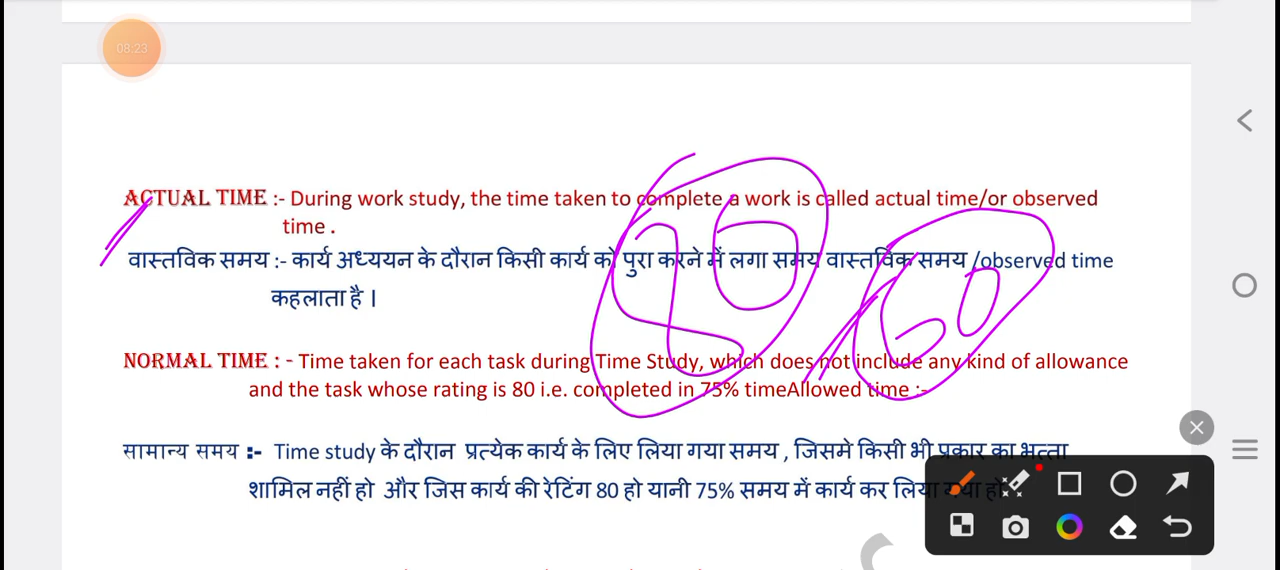 08:23
ACTUAL TIME :- During work study, the time taken to complete a work is called actual time/or observed
time .
वास्तविक समय :- कार्य अध्ययन के दौरान किसी कार्य को पुरा करने में लगा समय वास्तविक समय /observed time
कहलाता है ।
80
60
NORMAL TIME : - Time taken for each task during Time Study, which does not include any kind of allowance
and the task whose rating is 80 i.e. completed in 75% timeAllowed time :-
सामान्य समय :- Time study के दौरान प्रत्येक कार्य के लिए लिया गया समय , जिसमे किसी भी प्रकार का भत्ता
शामिल नहीं हो और जिस कार्य की रेटिंग 80 हो यानी 75% समय में कार्य कर लिया गया हो